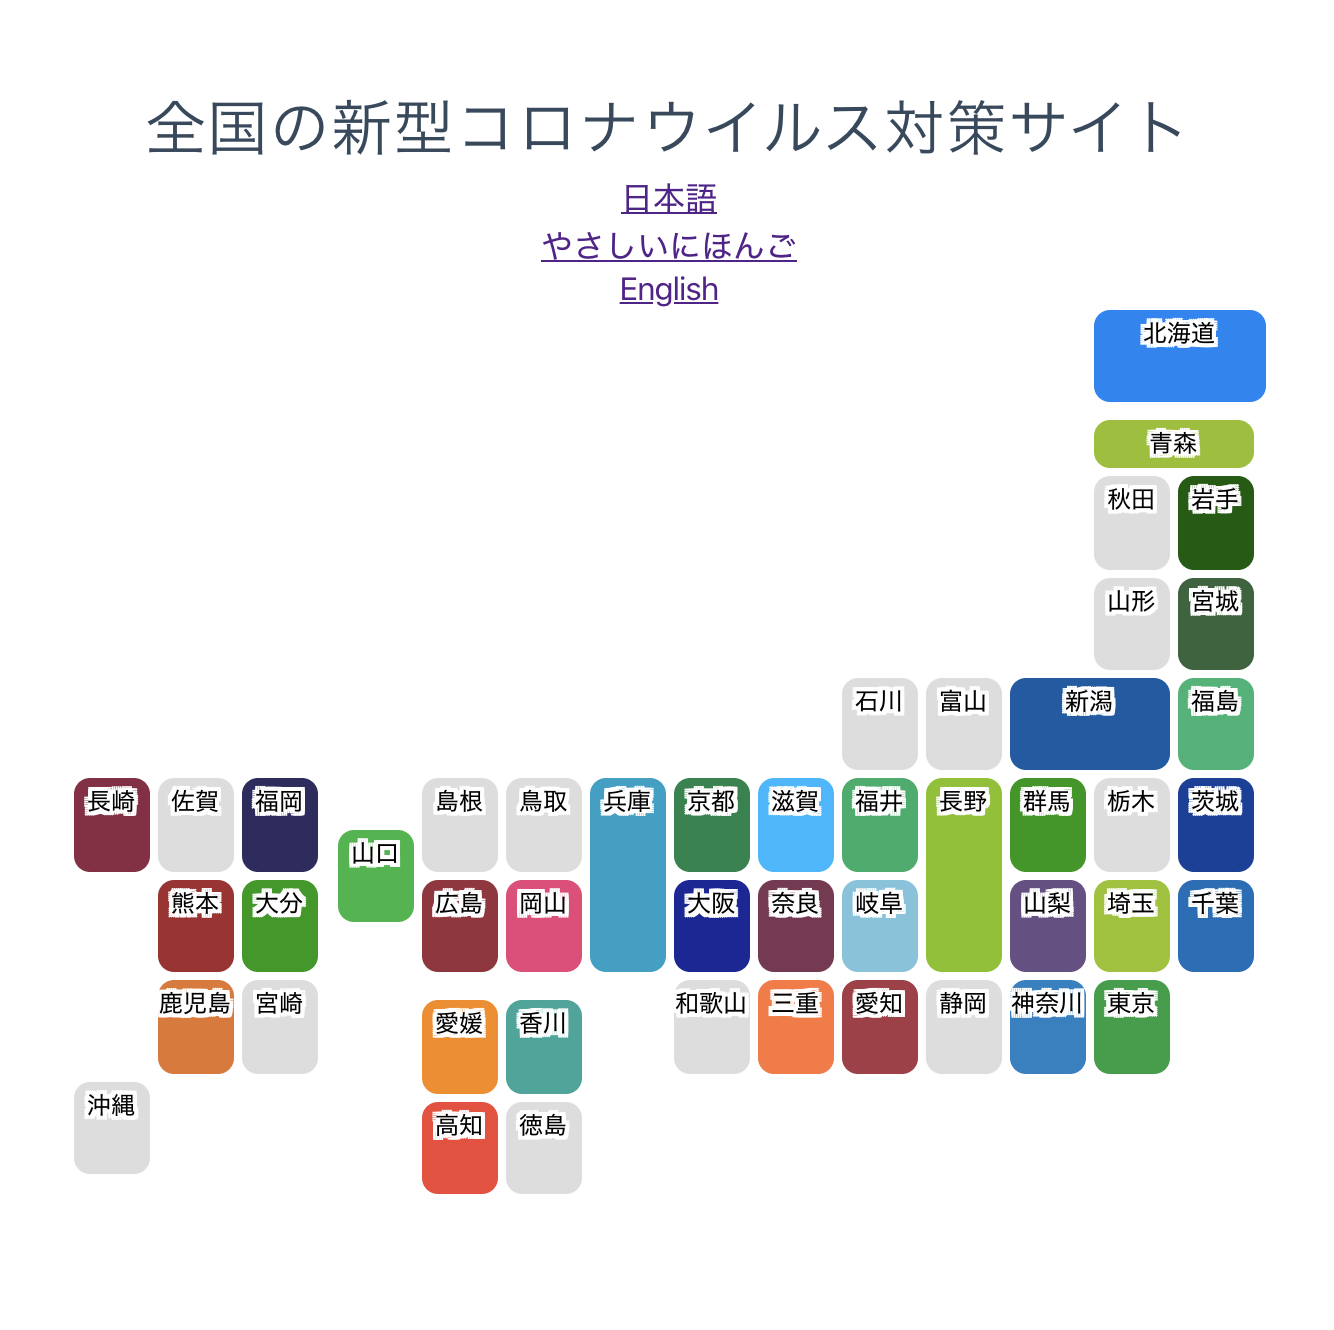 全国の新型コロナウイルス対策サイト
日本語
やさしいにほんご
English
北海道
青森
秋田 岩手
山形 宮城
石川 富山 新潟 福島
長崎 佐賀 福岡 島根 鳥取 兵庫 京都 滋賀 福井 長野 群馬 栃木 茨城
山口
熊本 大分 広島 岡山 大阪 奈良 岐阜 山梨 埼玉 千葉
鹿児島 宮崎 和歌山 三重 愛知 静岡 神奈川 東京
愛媛 香川
沖縄
高知 徳島